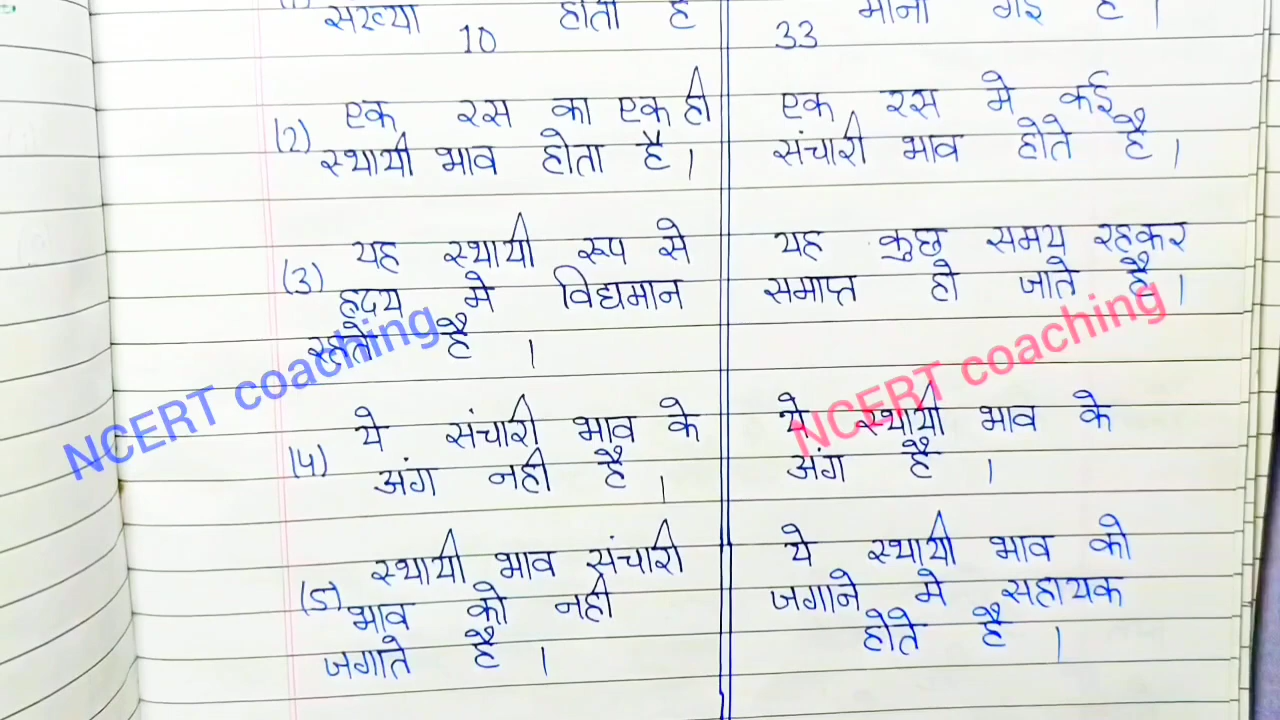 संख्या 10 होती है
33 मानी गई है।
(2) एक रस का एक ही
स्थायी भाव होता है।
एक रस मे कई
संचारी भाव होते है।
(3) यह स्थायी रूप से
हृदय मे विद्यमान
रहते है।
यह कुछ समय रहकर
समाप्त हो जाते है।
(4) ये संचारी भाव के
अंग नही है।
ये स्थायी भाव के
अंग है।
(5) स्थायी भाव संचारी
भाव को नही
जगाते है।
ये स्थायी भाव को
जगाने मे सहायक
होते है।
NCERT coaching
NCERT coaching